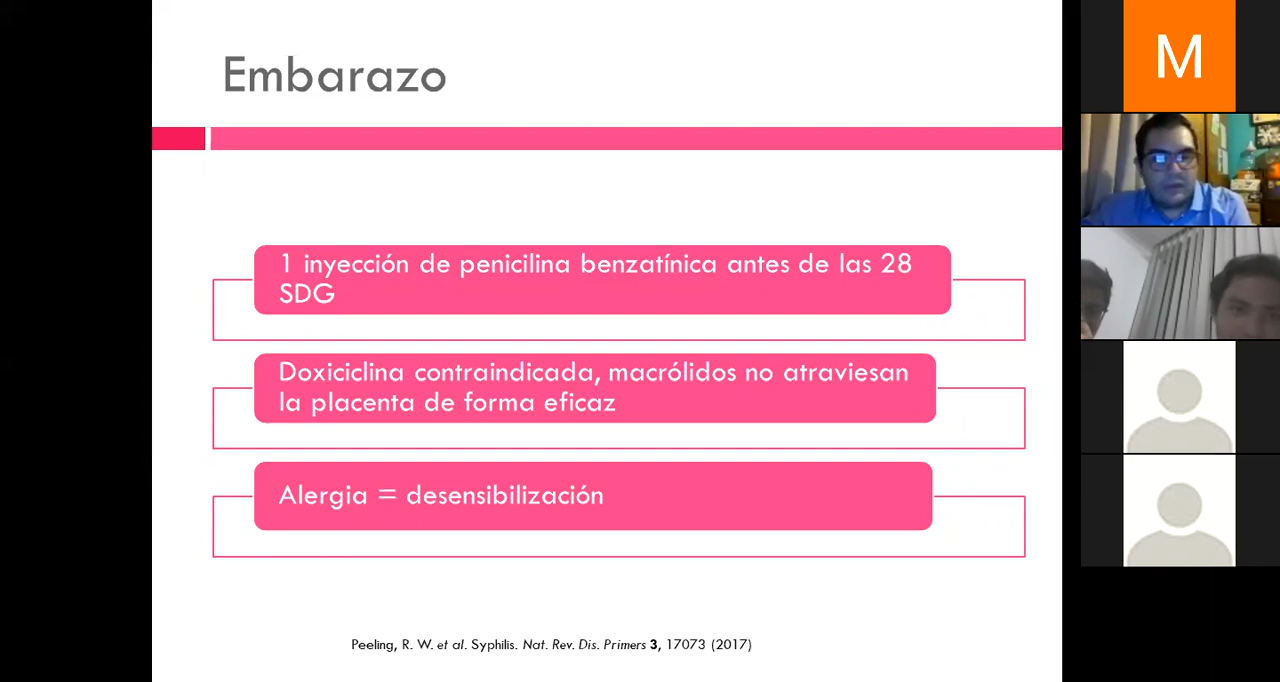 Embarazo
1 inyección de penicilina benzatínica antes de las 28
SDG
Doxiciclina contraindicada, macrólidos no atraviesan
la placenta de forma eficaz
Alergia = desensibilización
Peeling, R. W. et al. Syphilis. Nat. Rev. Dis. Primers 3, 17073 (2017)
M